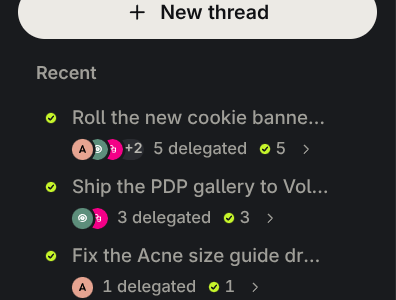 + New thread
Recent
Roll the new cookie banne...
A +2 5 delegated 5 >
Ship the PDP gallery to Vol...
3 delegated 3 >
Fix the Acne size guide dr...
A 1 delegated 1 >